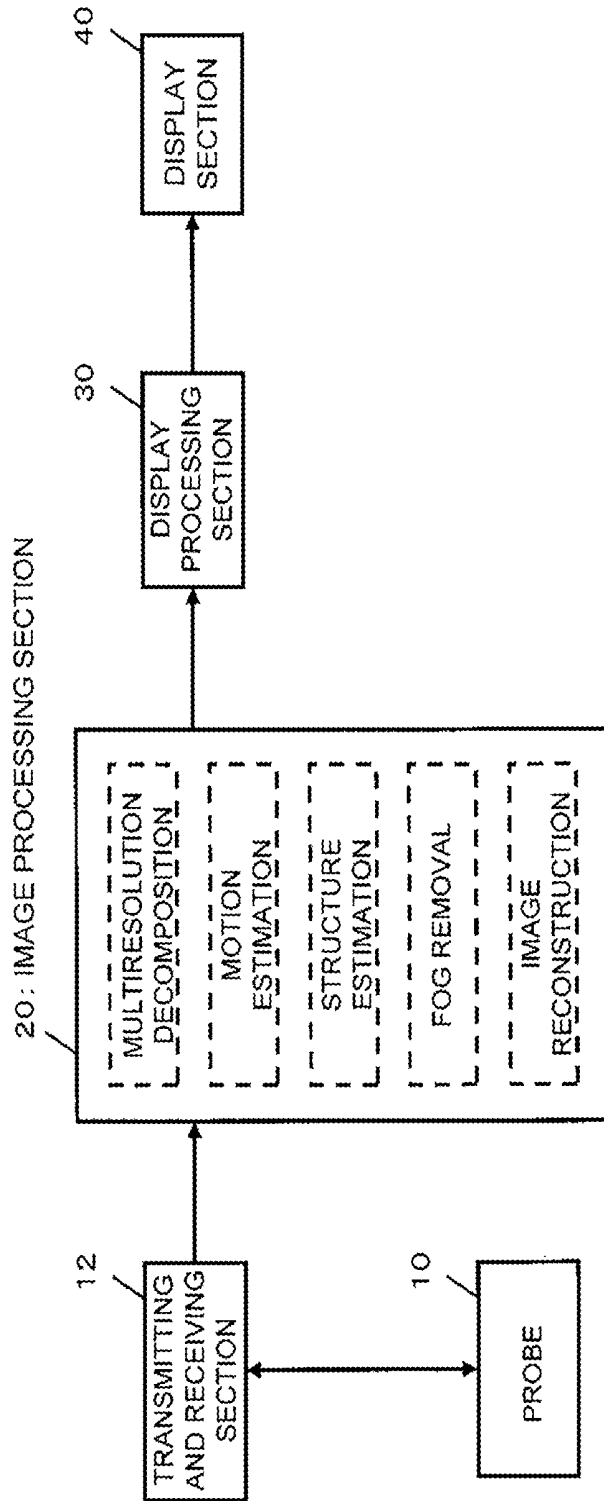 20 : IMAGE PROCESSING SECTION
12
TRANSMITTING
AND RECEIVING
SECTION
10
PROBE
MULTIRESOLUTION
DECOMPOSITION
MOTION
ESTIMATION
STRUCTURE
ESTIMATION
FOG REMOVAL
IMAGE
RECONSTRUCTION
30
DISPLAY
PROCESSING
SECTION
40
DISPLAY
SECTION